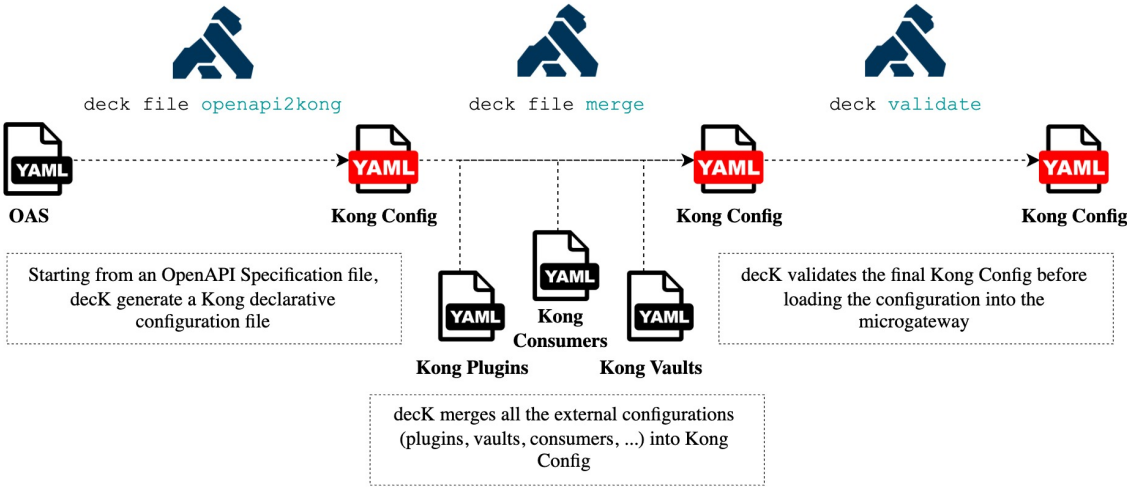 deck file openapi2kong
deck file merge
deck validate
YAML
YAML
YAML
YAML
OAS
Kong Config
Kong Config
Kong Config
Starting from an OpenAPI Specification file,
decK generate a Kong declarative
configuration file
YAML
Kong
Consumers
YAML
Kong Plugins
YAML
Kong Vaults
decK validates the final Kong Config before
loading the configuration into the
microgateway
decK merges all the external configurations
(plugins, vaults, consumers, ...) into Kong
Config